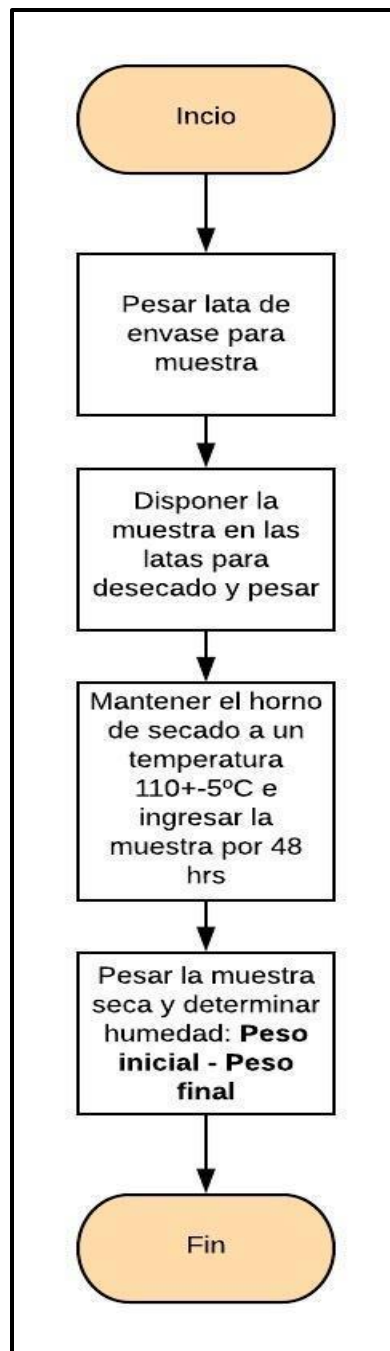 Incio
Pesar lata de
envase para
muestra
Disponer la
muestra en las
latas para
desecado y pesar
Mantener el horno
de secado a un
temperatura
110+-5ºC e
ingresar la
muestra por 48
hrs
Pesar la muestra
seca y determinar
humedad: Peso
inicial - Peso
final
Fin